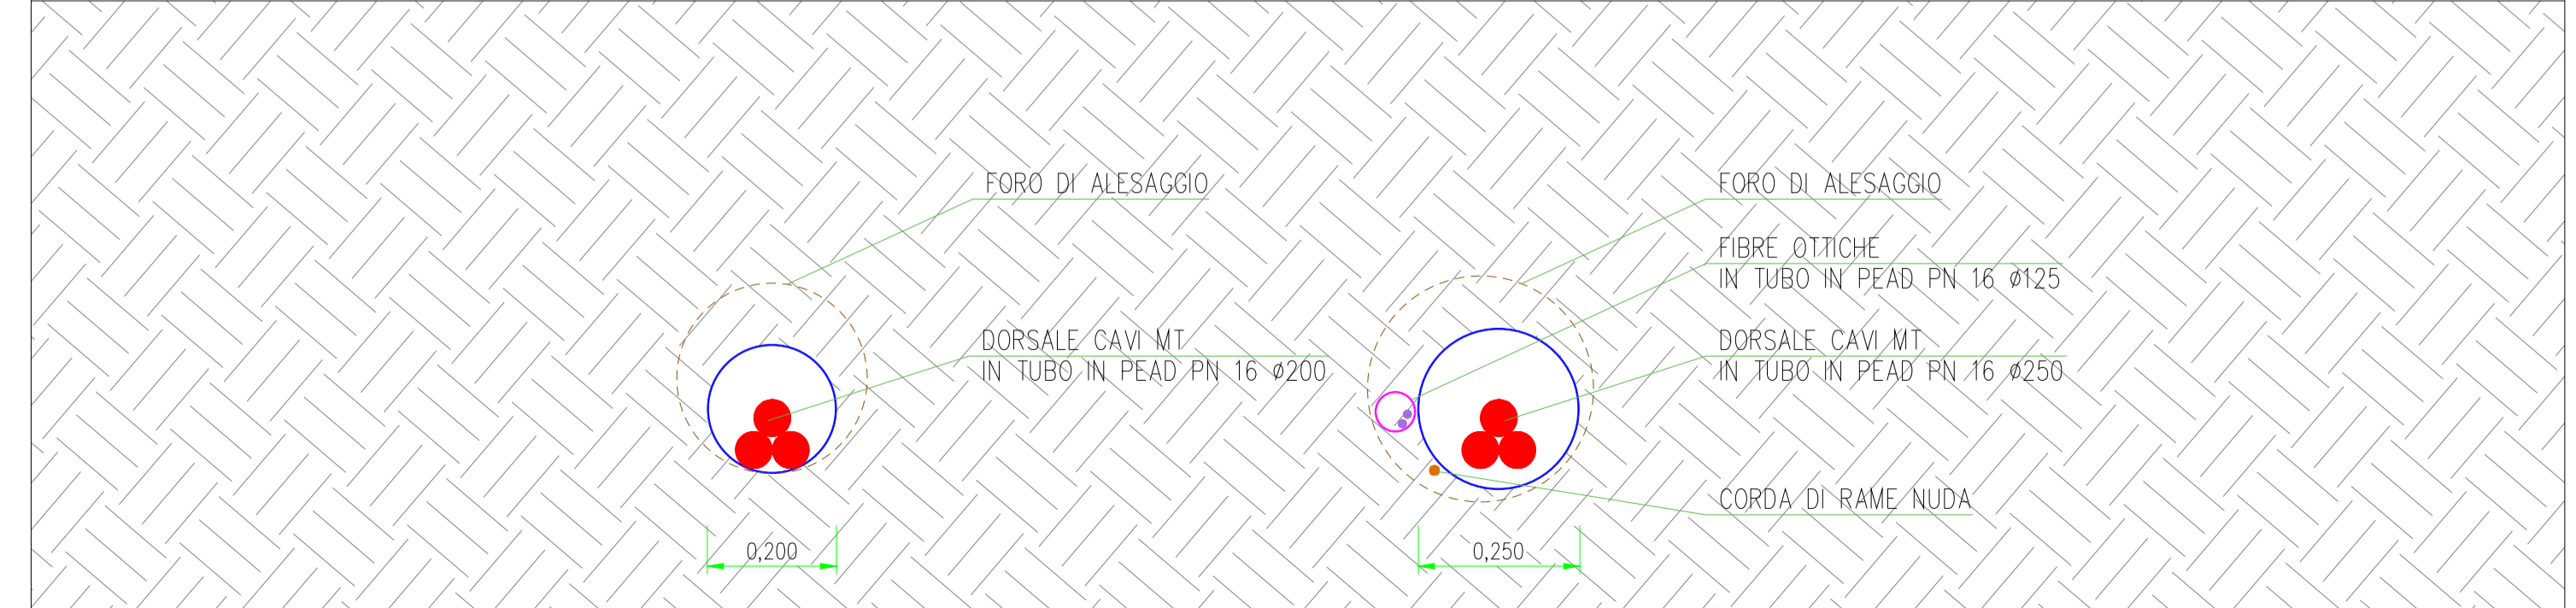 FORO DI ALESAGGIO
DORSALE CAVI MT
IN TUBO IN PEAD PN 16 Ø200
0,200
FORO DI ALESAGGIO
FIBRE OTTICHE
IN TUBO IN PEAD PN 16 Ø125
DORSALE CAVI MT
IN TUBO IN PEAD PN 16 Ø250
CORDA DI RAME NUDA
0,250